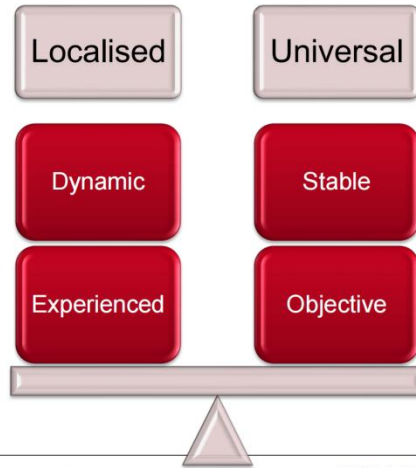 Localised
Universal
Dynamic
Stable
Experienced
Objective